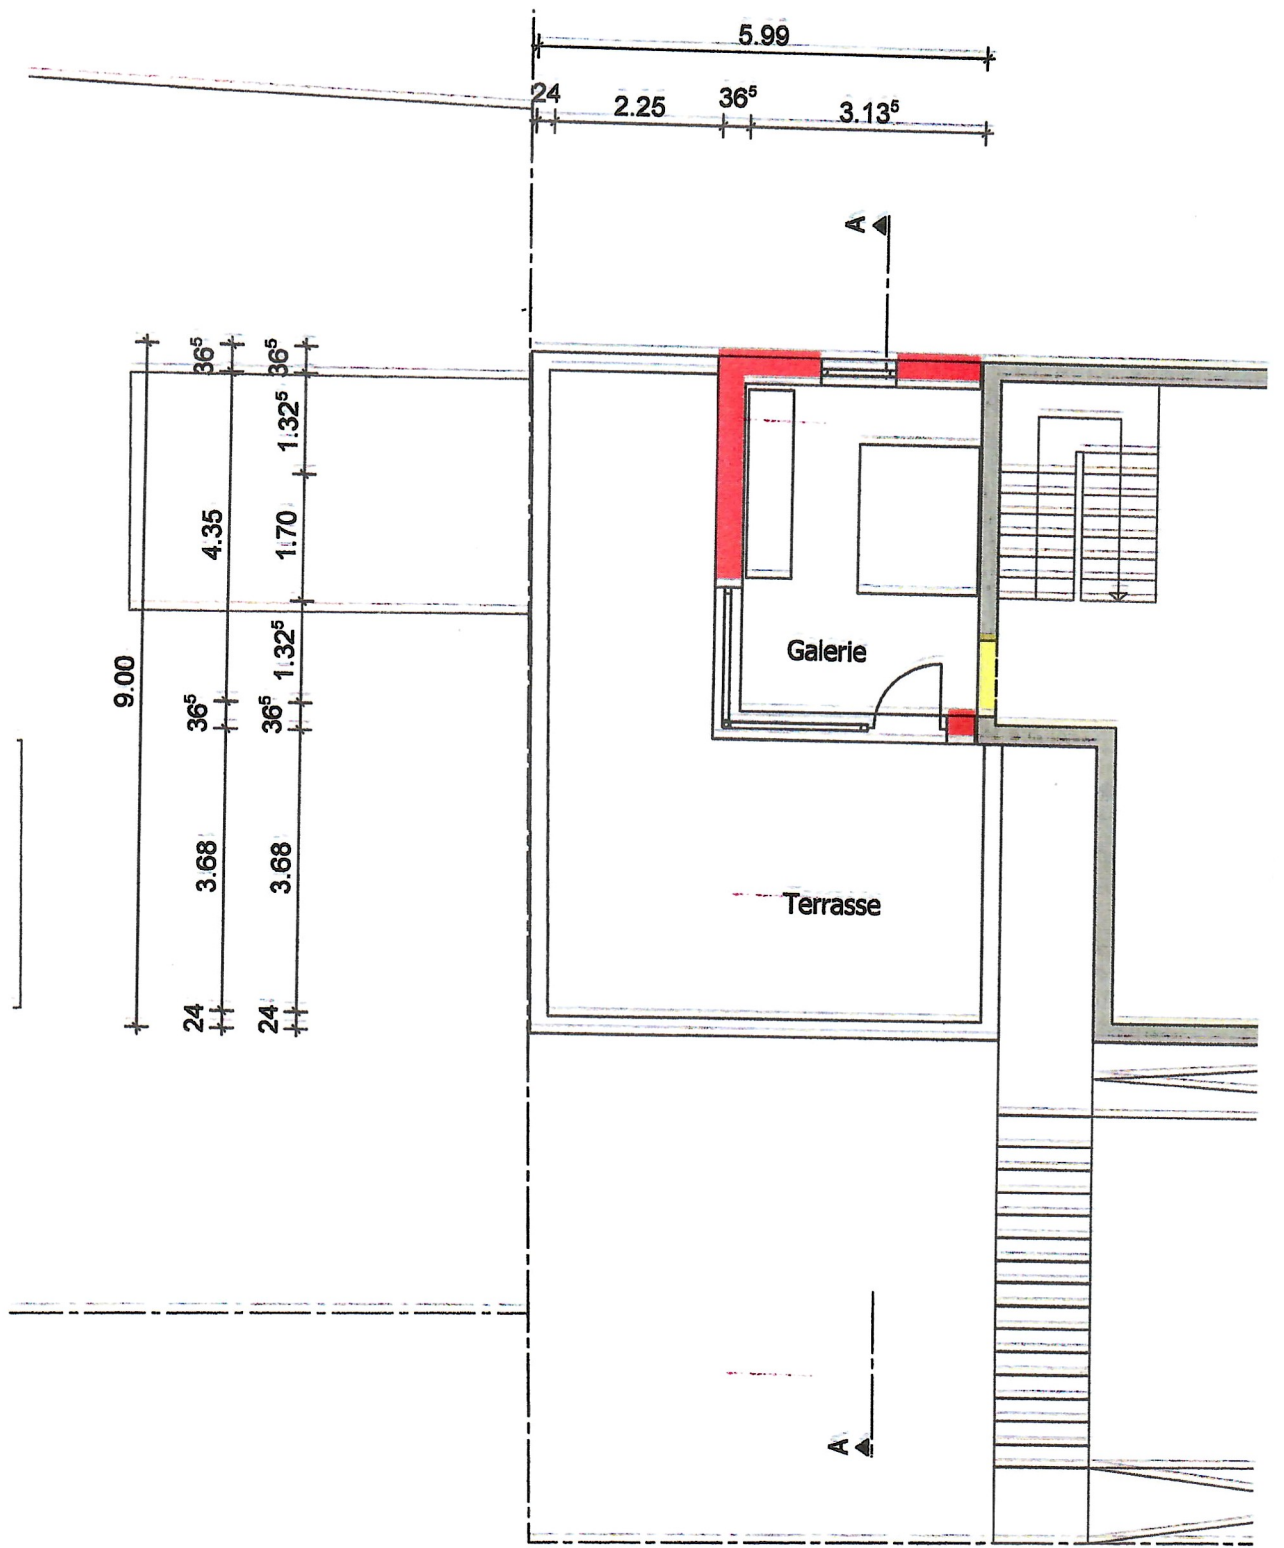 5.99
24 2.25 36⁵ 3.13⁵
A
36⁵ 4.35 36⁵ 3.68 24
36⁵ 1.32⁵ 1.70 1.32⁵ 36⁵ 3.68 24
9.00
Galerie
Terrasse
A